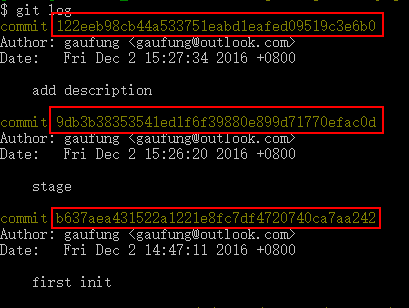 $ git log
commit 122eeb98cb44a533751eabd1eafed09519c3e6b0
Author: gaufung <gaufung@outlook.com>
Date:   Fri Dec 2 15:27:34 2016 +0800
add description
commit 9db3b38353541ed1f6f39880e899d71770efac0d
Author: gaufung <gaufung@outlook.com>
Date:   Fri Dec 2 15:26:20 2016 +0800
stage
commit b637aea431522a1221e8fc7df4720740ca7aa242
Author: gaufung <gaufung@outlook.com>
Date:   Fri Dec 2 14:47:11 2016 +0800
first init